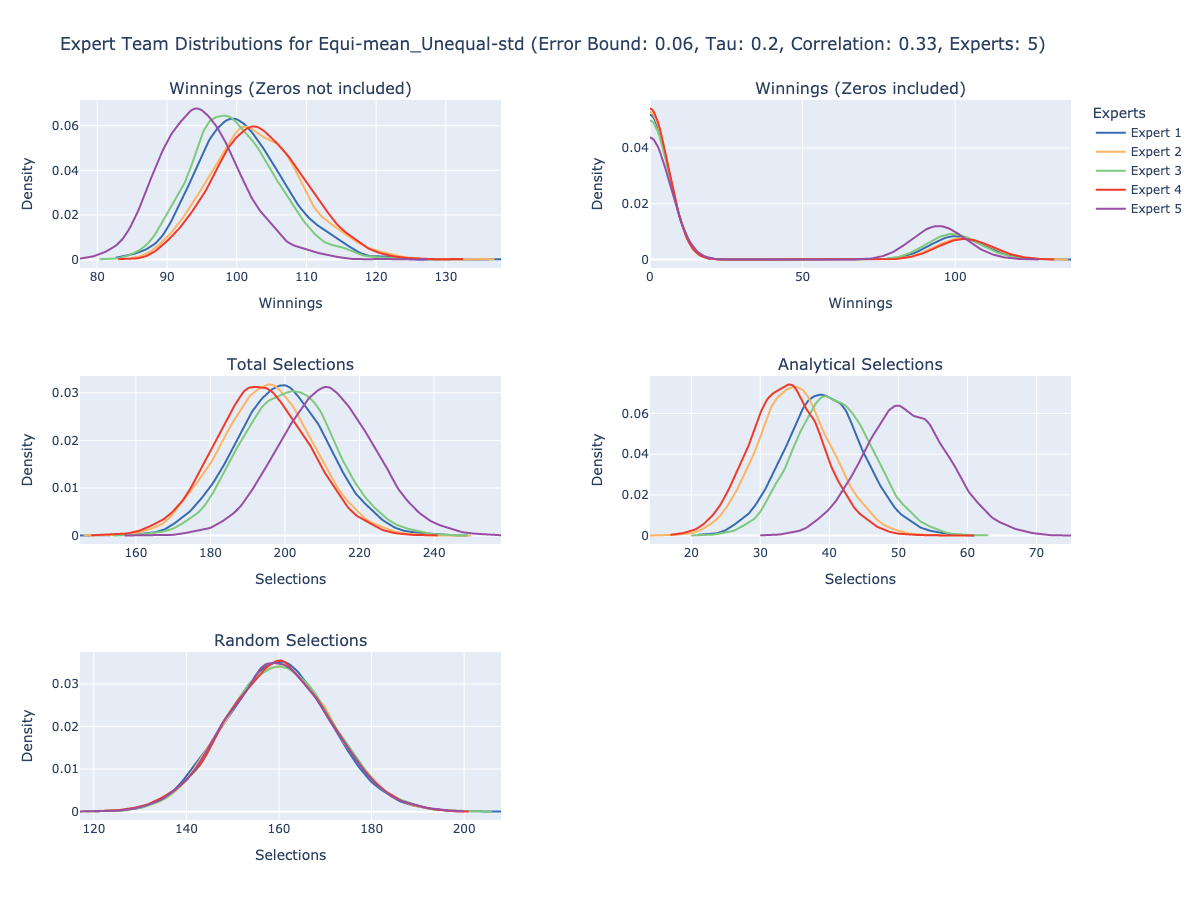 Expert Team Distributions for Equi-mean_Unequal-std (Error Bound: 0.06, Tau: 0.2, Correlation: 0.33, Experts: 5)
Winnings (Zeros not included)
Density
0.06
0.04
0.02
0
80 90 100 110 120 130
Winnings
Winnings (Zeros included)
Density
0.04
0.02
0
0 50 100
Winnings
Experts
Expert 1
Expert 2
Expert 3
Expert 4
Expert 5
Total Selections
Density
0.03
0.02
0.01
0
160 180 200 220 240
Selections
Analytical Selections
Density
0.06
0.04
0.02
0
20 30 40 50 60 70
Selections
Random Selections
Density
0.03
0.02
0.01
0
120 140 160 180 200
Selections